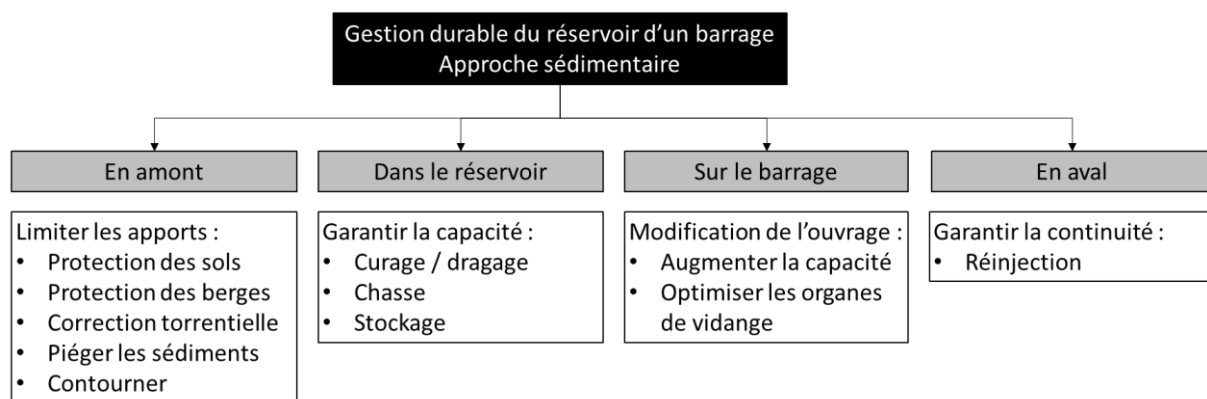 Gestion durable du réservoir d'un barrage
Approche sédimentaire
En amont
Limiter les apports :
• Protection des sols
• Protection des berges
• Correction torrentielle
• Piéger les sédiments
• Contourner
Dans le réservoir
Garantir la capacité :
• Curage / dragage
• Chasse
• Stockage
Sur le barrage
Modification de l'ouvrage :
• Augmenter la capacité
• Optimiser les organes
de vidange
En aval
Garantir la continuité :
• Réinjection